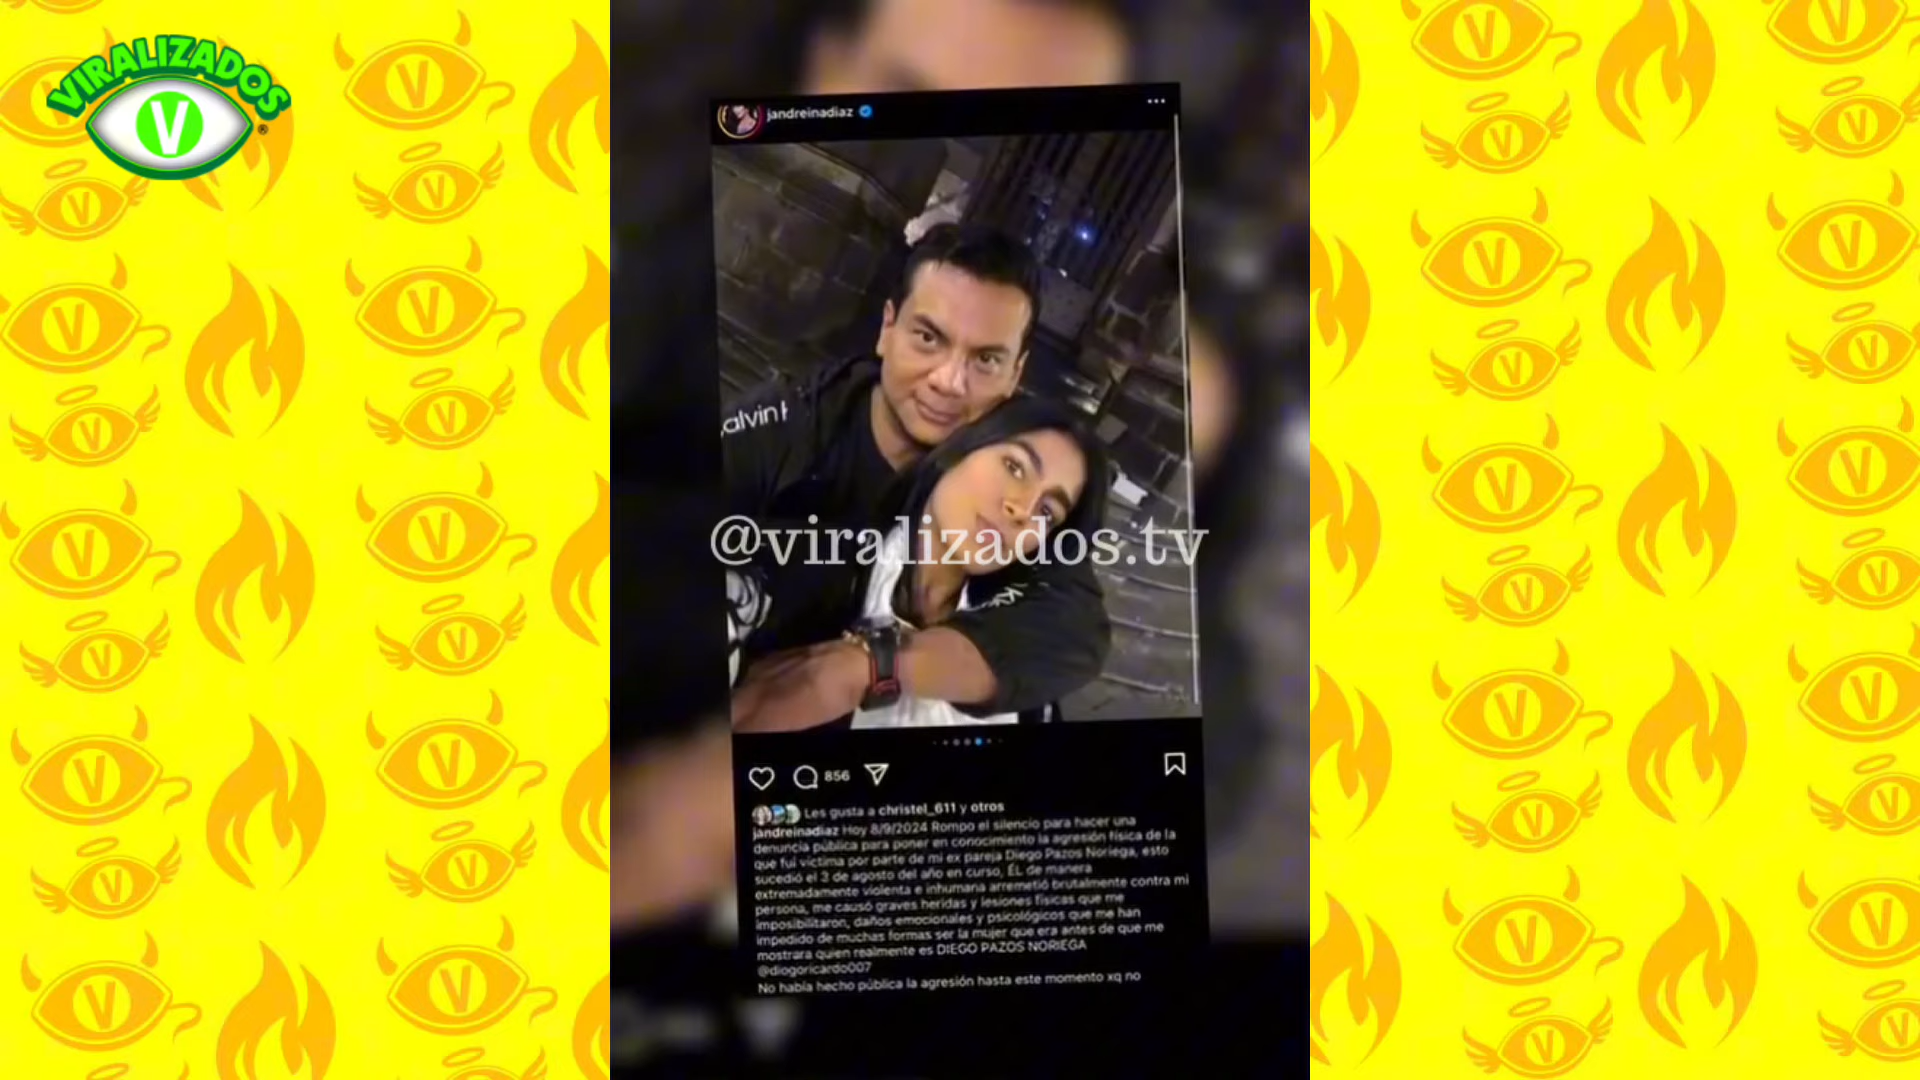 VIRALIZADOS
V
®
jandreinadiaz
alvin K
@viralizados.tv
856
Les gusta a christel_611 y otros
jandreinadiaz Hoy 8/9/2024 Rompo el silencio para hacer una
denuncia pública para poner en conocimiento la agresión física de la
que fui víctima por parte de mi ex pareja Diego Pazos Noriega, esto
sucedió el 3 de agosto del año en curso, ÉL de manera
extremadamente violenta e inhumana arremetió brutalmente contra mi
persona, me causó graves heridas y lesiones físicas que me
imposibilitaron, daños emocionales y psicológicos que me han
impedido de muchas formas ser la mujer que era antes de que me
mostrara quien realmente es DIEGO PAZOS NORIEGA
@diogoricardo007
No había hecho pública la agresión hasta este momento xq no